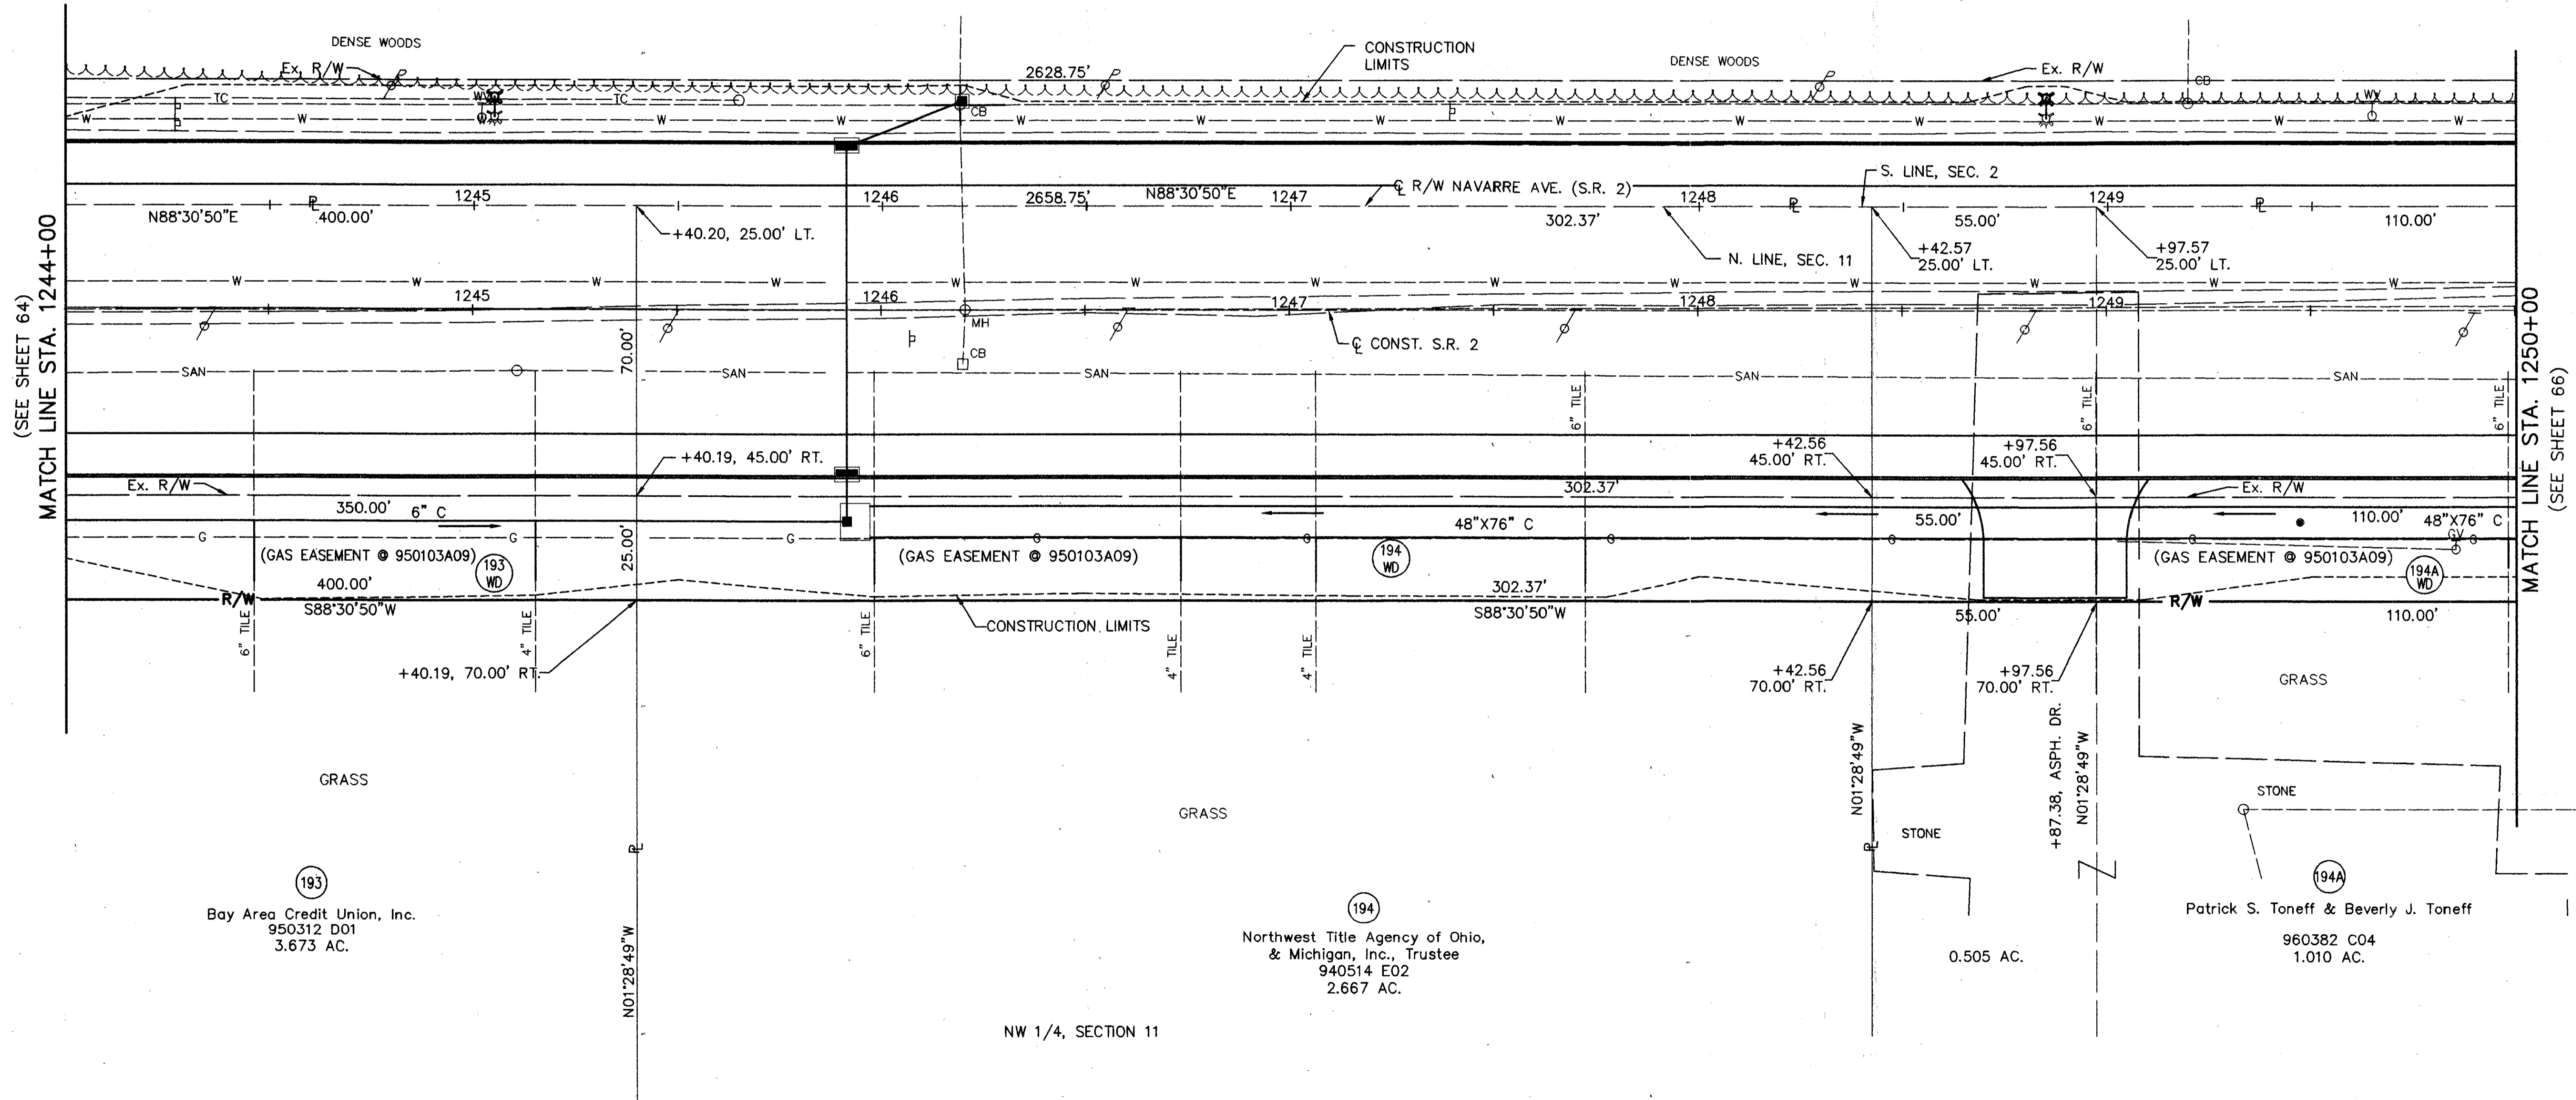 DENSE WOODS
CONSTRUCTION
LIMITS
DENSE WOODS
Ex. R/W
2628.75'
Ex. R/W
CB
TC
WV
TC
CB
WV
W W W W W W W W W W W W W W
S. LINE, SEC. 2
℄ R/W NAVARRE AVE. (S.R. 2)
1245
1246
2658.75'
N88°30'50"E
1247
1248
1249
N88°30'50"E
℄
400.00'
302.37'
55.00'
110.00'
+40.20, 25.00' LT.
N. LINE, SEC. 11
+42.57
25.00' LT.
+97.57
25.00' LT.
W W W W W W W W W W W W W
1245
1246
1247
1248
1249
MH
CB
℄ CONST. S.R. 2
70.00'
SAN SAN SAN SAN SAN
6" TILE
6" TILE
6" TILE
+40.19, 45.00' RT.
+42.56
45.00' RT.
+97.56
45.00' RT.
Ex. R/W
302.37'
Ex. R/W
350.00'
6" C
48"X76" C
55.00'
110.00'
48"X76" C
25.00'
G G G G G G G G G
GV
(GAS EASEMENT @ 950103A09)
193
WD
(GAS EASEMENT @ 950103A09)
194
WD
(GAS EASEMENT @ 950103A09)
194A
WD
400.00'
302.37'
R/W
S88°30'50"W
S88°30'50"W
55.00'
R/W
110.00'
CONSTRUCTION LIMITS
6" TILE
4" TILE
6" TILE
4" TILE
4" TILE
+40.19, 70.00' RT.
+42.56
70.00' RT.
+97.56
70.00' RT.
GRASS
N01°28'49"W
+87.38, ASPH. DR.
N01°28'49"W
GRASS
GRASS
STONE
STONE
193
Bay Area Credit Union, Inc.
950312 D01
3.673 AC.
N01°28'49"W
194
Northwest Title Agency of Ohio,
& Michigan, Inc., Trustee
940514 E02
2.667 AC.
0.505 AC.
194A
Patrick S. Toneff & Beverly J. Toneff
960382 C04
1.010 AC.
NW 1/4, SECTION 11
(SEE SHEET 64)
MATCH LINE STA. 1244+00
MATCH LINE STA. 1250+00
(SEE SHEET 66)